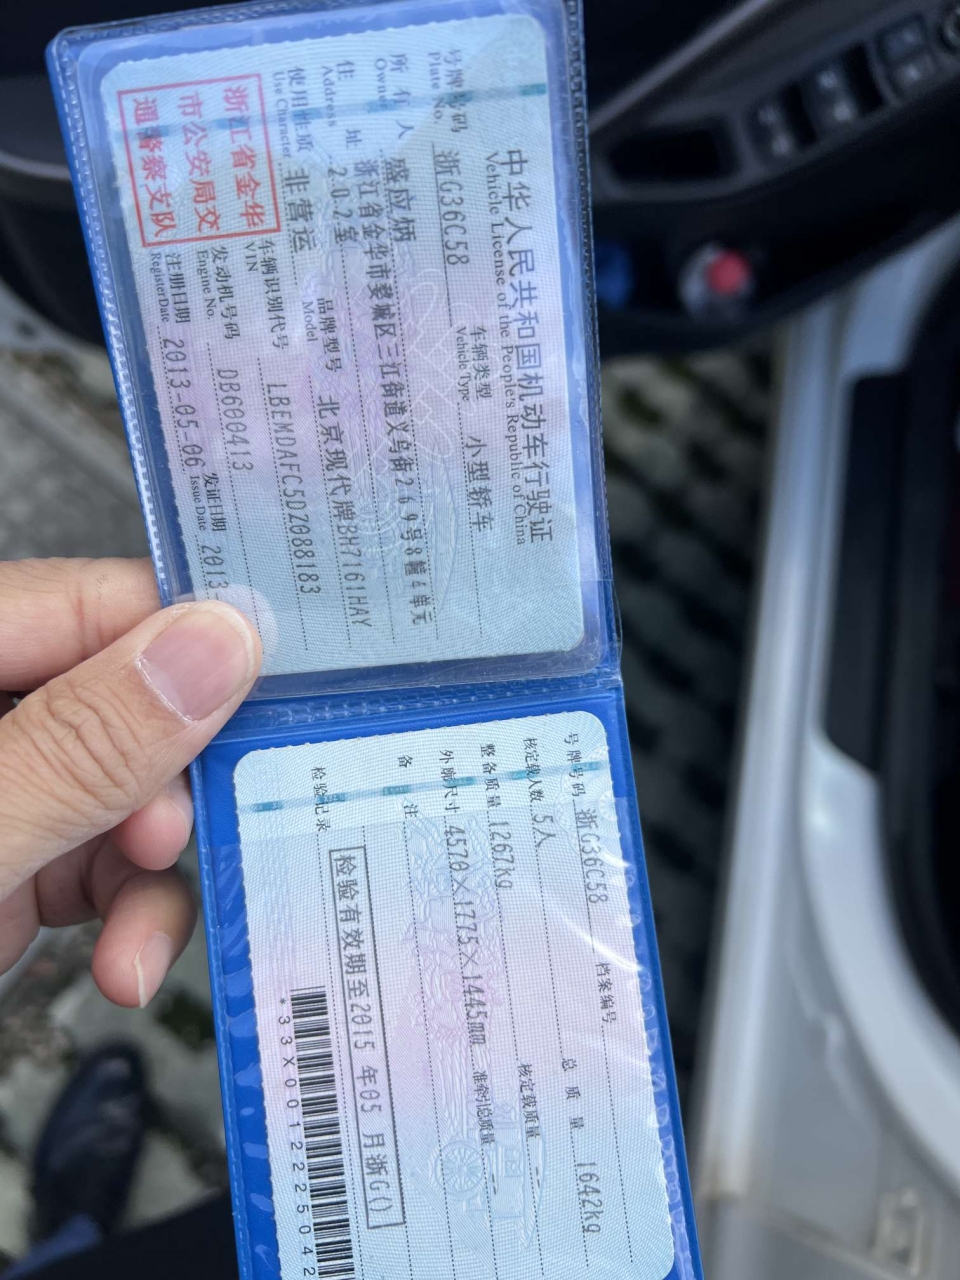 中华人民共和国机动车行驶证
Vehicle License of the People's Republic of China
号牌号码 浙G36C58 车辆类型 小型轿车
Plate No. Vehicle Type
所有人 盛应炳
Owner
住址 浙江省金华市婺城区三江街道义乌街269号8幢4单元
Address 202室
使用性质 非营运 品牌型号 北京现代牌BH7161HAY
Use Character Model
浙江省金华
市公安局交
通警察支队
车辆识别代号 LBEMDAFC5DZ088183
VIN
发动机号码 DB600413
Engine No.
注册日期 2013-05-06 发证日期 2013-
Register Date Issue Date
号牌号码 浙G36C58 档案编号
核定载人数 5人 总质量 1642kg
整备质量 1267kg 核定载质量 --
外廓尺寸 4570×1775×1445mm 准牵引总质量 --
备注
检验有效期至2015年05月浙G()
检验记录
*33X001225042